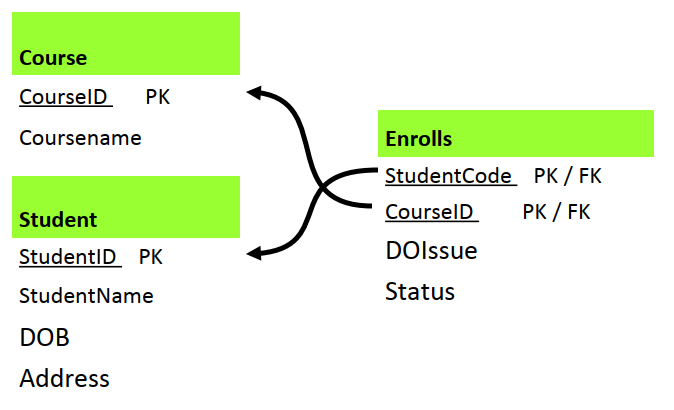 Course
CourseID PK
Coursename
Student
StudentID PK
StudentName
DOB
Address
Enrolls
StudentCode PK / FK
CourseID PK / FK
DOIssue
Status